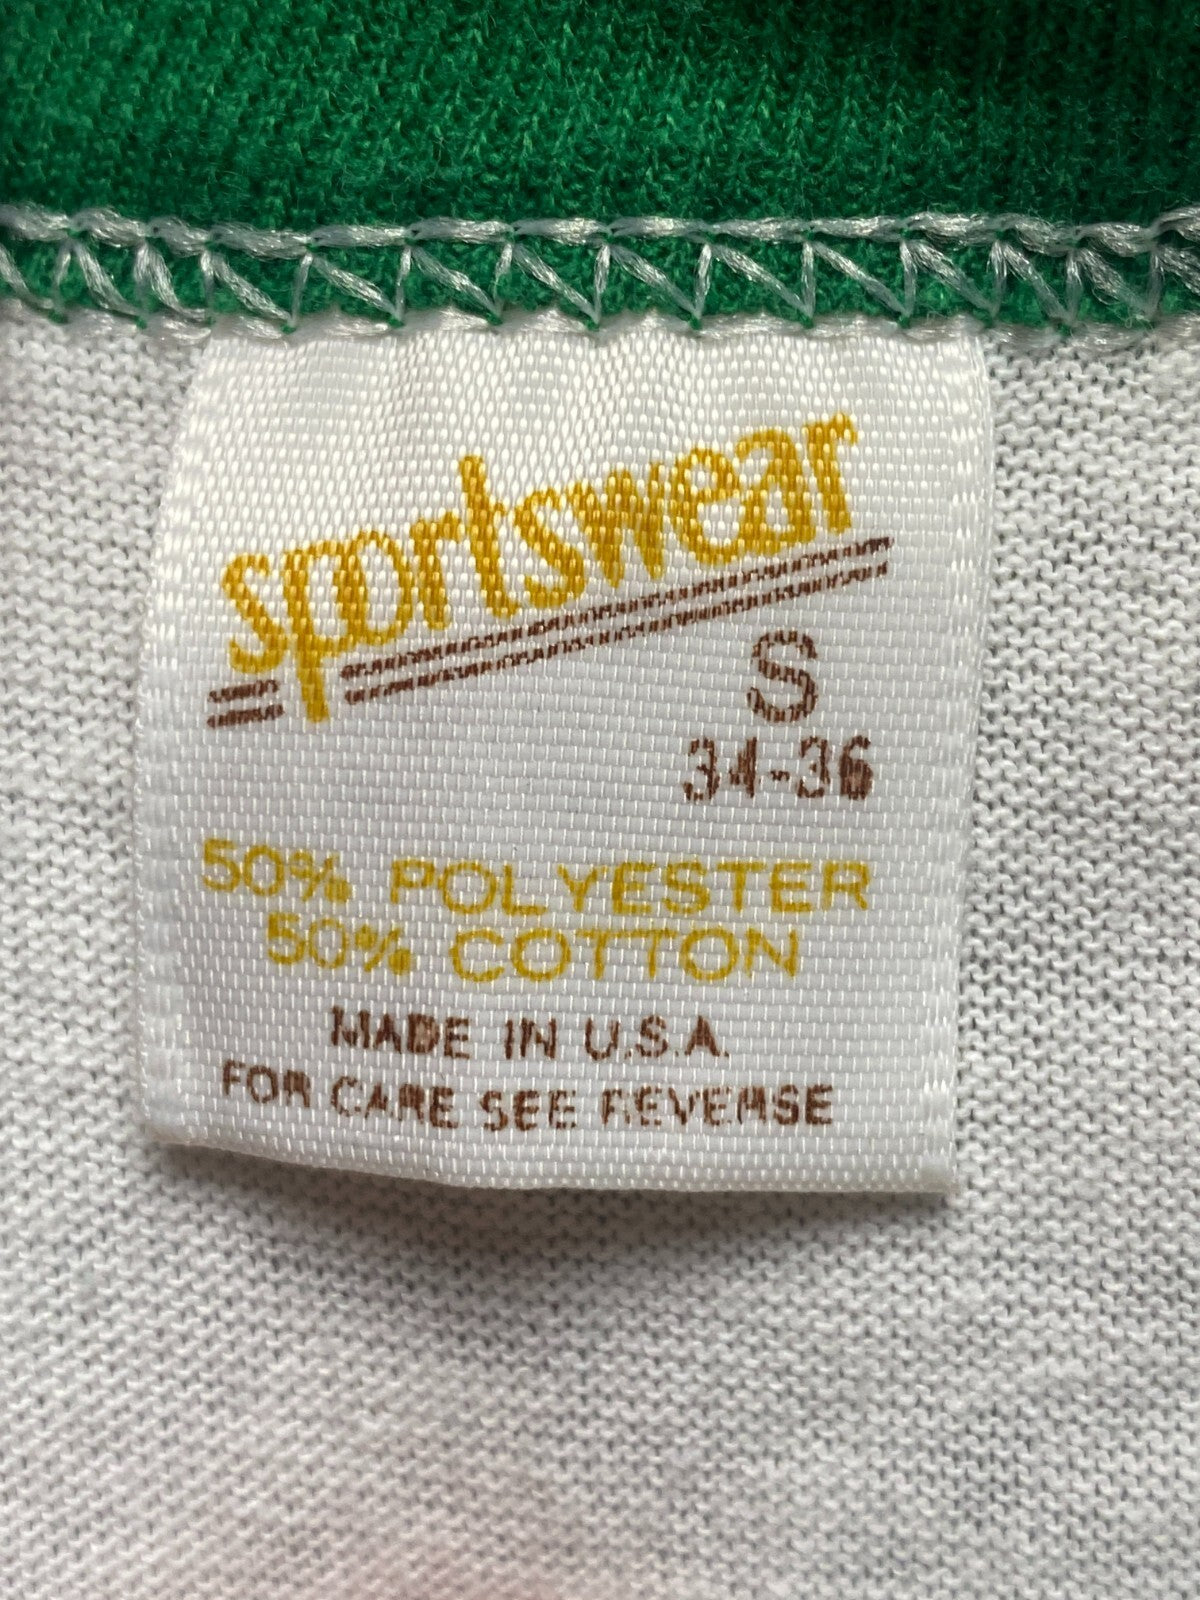 sportswear
S
34-36
50% POLYESTER
50% COTTON
MADE IN U.S.A.
FOR CARE SEE REVERSE